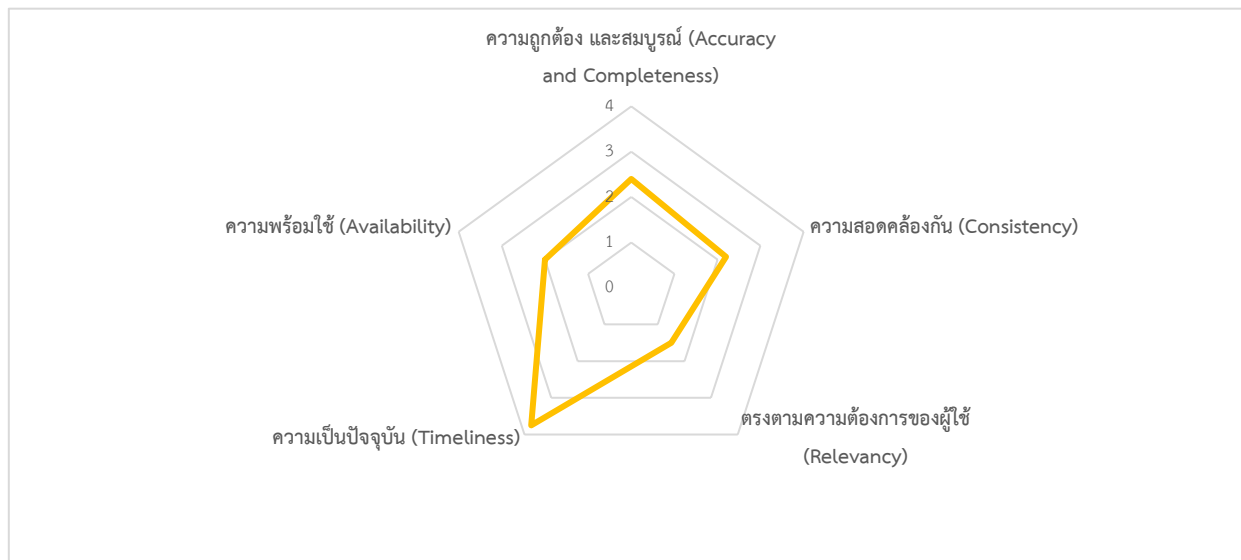 ความถูกต้อง และสมบูรณ์ (Accuracy
and Completeness)
4
3
2
1
0
ความพร้อมใช้ (Availability)
ความสอดคล้องกัน (Consistency)
ความเป็นปัจจุบัน (Timeliness)
ตรงตามความต้องการของผู้ใช้
(Relevancy)